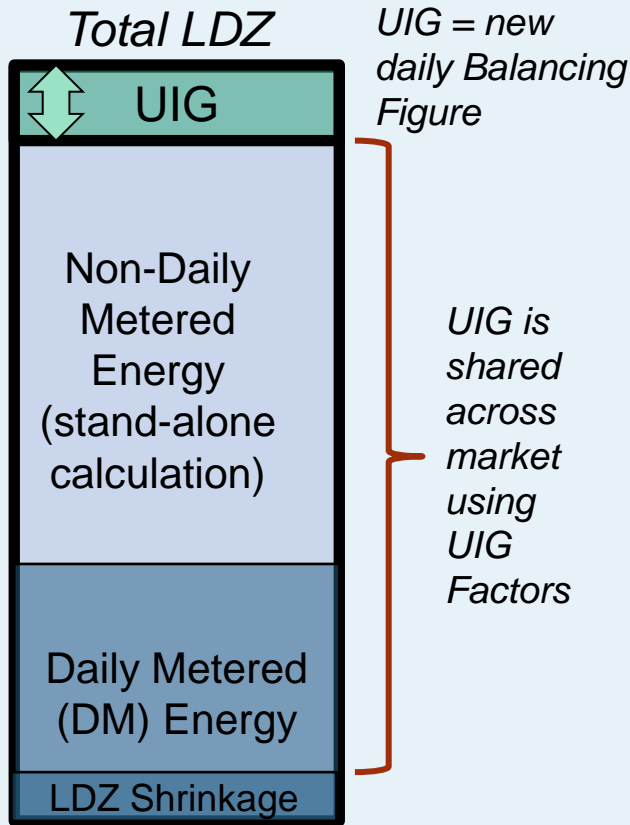 Total LDZ
UIG = new
daily Balancing
Figure
UIG
Non-Daily
Metered
Energy
(stand-alone
calculation)
UIG is
shared
across
market
using
UIG
Factors
Daily Metered
(DM) Energy
LDZ Shrinkage